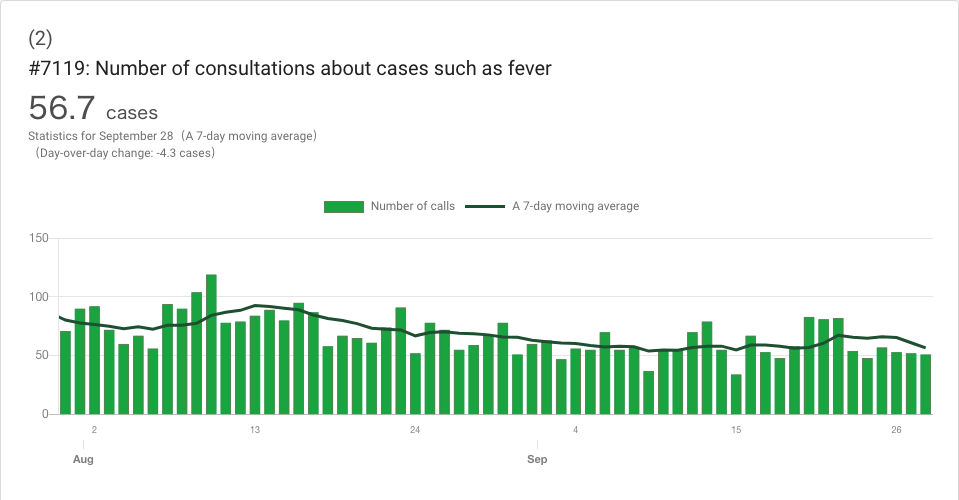 (2)
#7119: Number of consultations about cases such as fever
56.7 cases
Statistics for September 28（A 7-day moving average）
（Day-over-day change: -4.3 cases）
Number of calls A 7-day moving average
150
100
50
0
2 13 24 4 15 26
Aug Sep